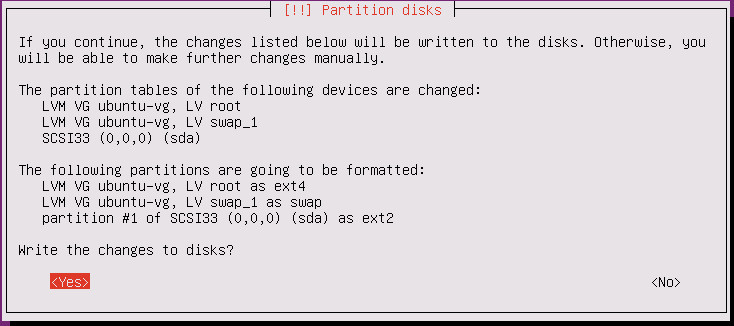 [!!] Partition disks
If you continue, the changes listed below will be written to the disks. Otherwise, you
will be able to make further changes manually.
The partition tables of the following devices are changed:
LVM VG ubuntu-vg, LV root
LVM VG ubuntu-vg, LV swap_1
SCSI33 (0,0,0) (sda)
The following partitions are going to be formatted:
LVM VG ubuntu-vg, LV root as ext4
LVM VG ubuntu-vg, LV swap_1 as swap
partition #1 of SCSI33 (0,0,0) (sda) as ext2
Write the changes to disks?
<Yes> <No>